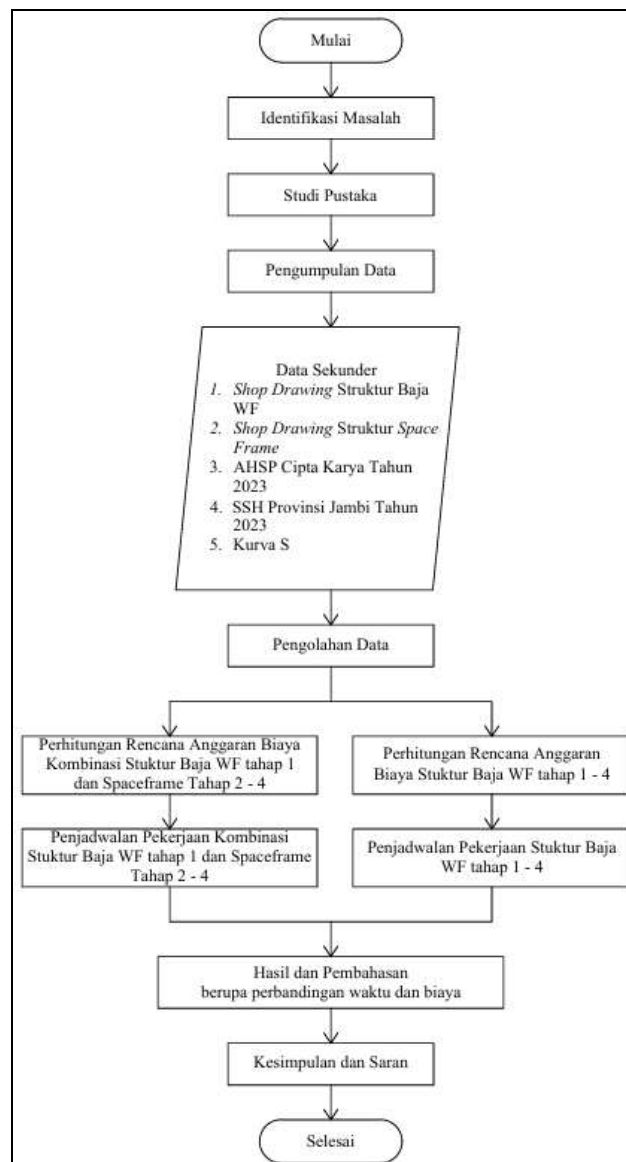 Mulai
Identifikasi Masalah
Studi Pustaka
Pengumpulan Data
Data Sekunder
1. Shop Drawing Struktur Baja
WF
2. Shop Drawing Struktur Space
Frame
3. AHSP Cipta Karya Tahun
2023
4. SSH Provinsi Jambi Tahun
2023
5. Kurva S
Pengolahan Data
Perhitungan Rencana Anggaran Biaya
Kombinasi Stuktur Baja WF tahap 1
dan Spaceframe Tahap 2 - 4
Perhitungan Rencana Anggaran
Biaya Stuktur Baja WF tahap 1 - 4
Penjadwalan Pekerjaan Kombinasi
Stuktur Baja WF tahap 1 dan Spaceframe
Tahap 2 - 4
Penjadwalan Pekerjaan Stuktur Baja
WF tahap 1 - 4
Hasil dan Pembahasan
berupa perbandingan waktu dan biaya
Kesimpulan dan Saran
Selesai